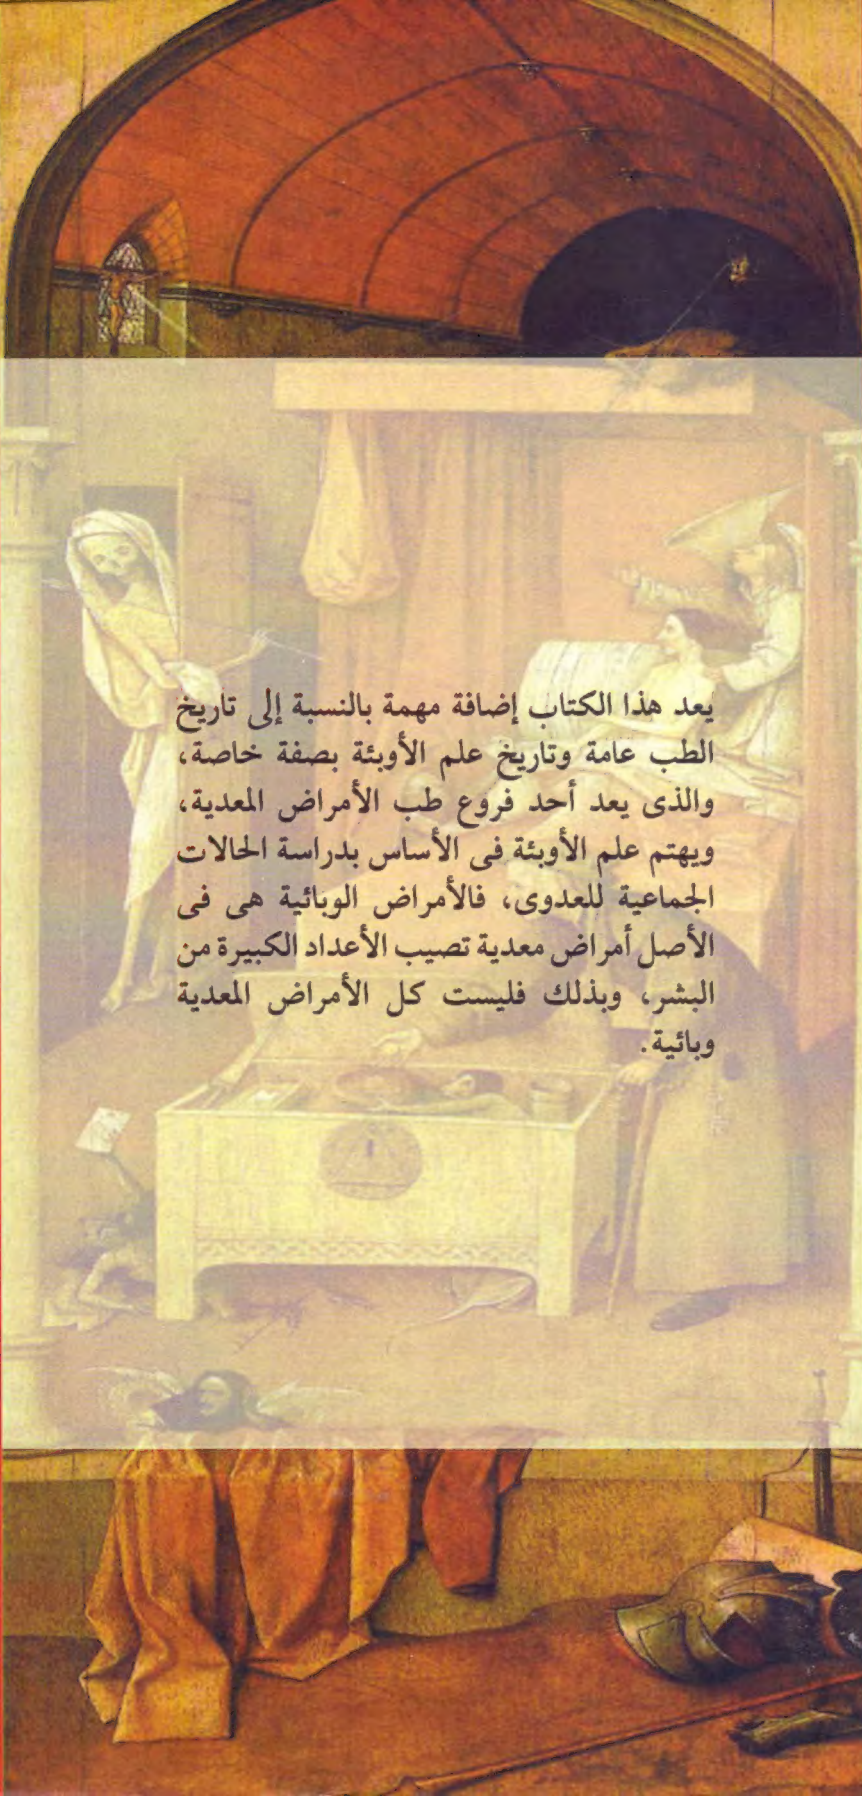 يعد هذا الكتاب إضافة مهمة بالنسبة إلى تاريخ
الطب عامة وتاريخ علم الأوبئة بصفة خاصة،
والذى يعد أحد فروع طب الأمراض المعدية،
ويهتم علم الأوبئة فى الأساس بدراسة الحالات
الجماعية للعدوى، فالأمراض الوبائية هى فى
الأصل أمراض معدية تصيب الأعداد الكبيرة من
البشر، وبذلك فليست كل الأمراض المعدية
وبائية.